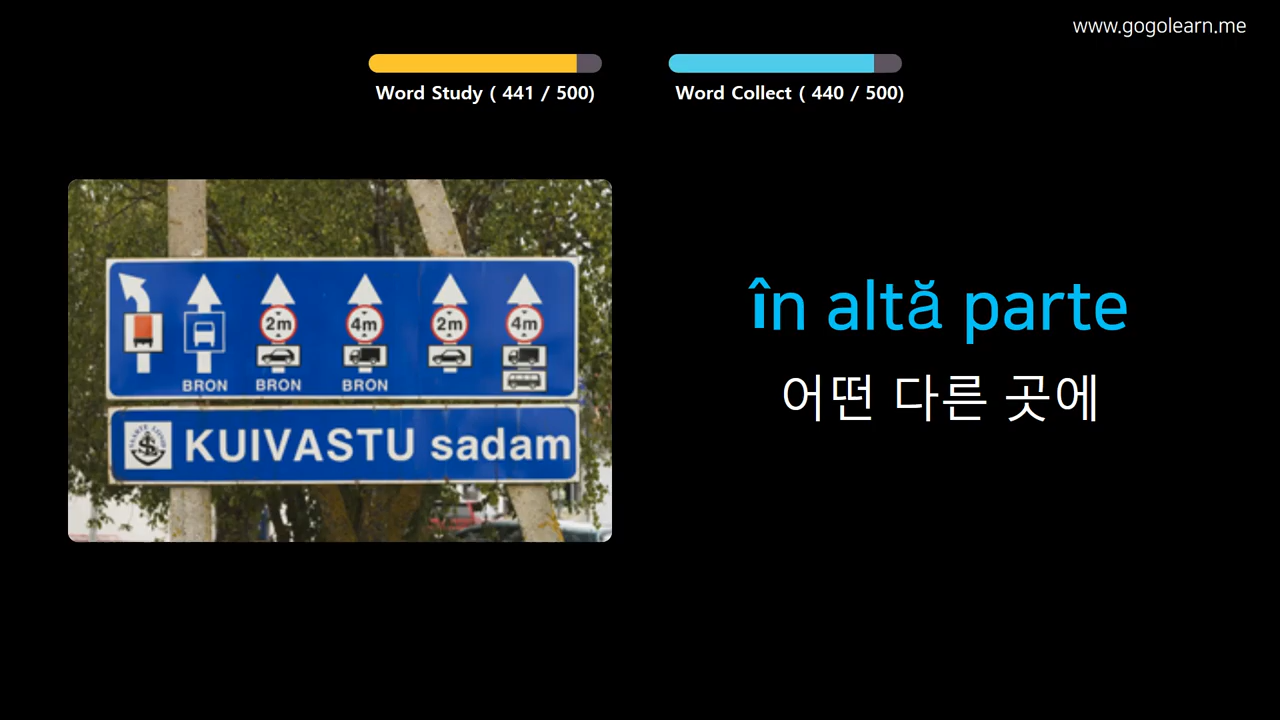 www.gogolearn.me
Word Study ( 441 / 500)
Word Collect ( 440 / 500)
2m
4m
2m
4m
BRON
BRON
BRON
KUIVASTU sadam
în altă parte
어떤 다른 곳에